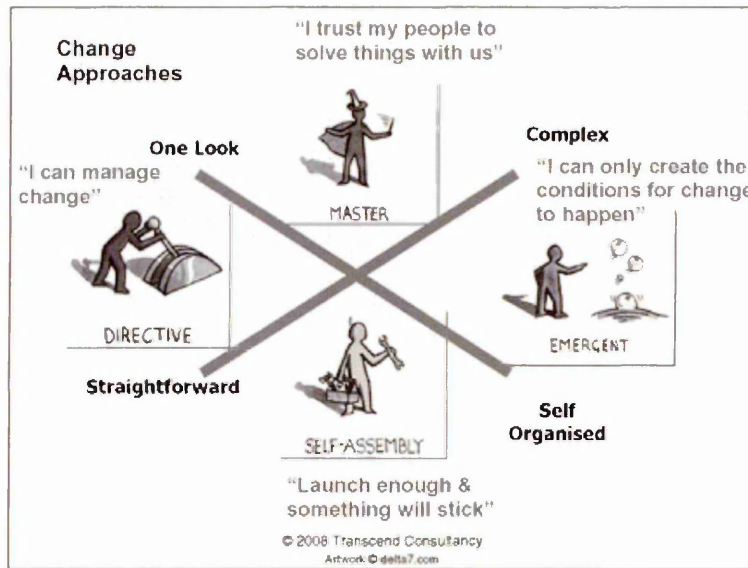 Change
Approaches
"I trust my people to
solve things with us"
One Look
Complex
"I can manage
change"
"I can only create the
conditions for change
to happen"
MASTER
DIRECTIVE
EMERGENT
Straightforward
Self
Organised
SELF-ASSEMBLY
"Launch enough &
something will stick"
© 2008 Transcend Consultancy
Artwork © delta7.com